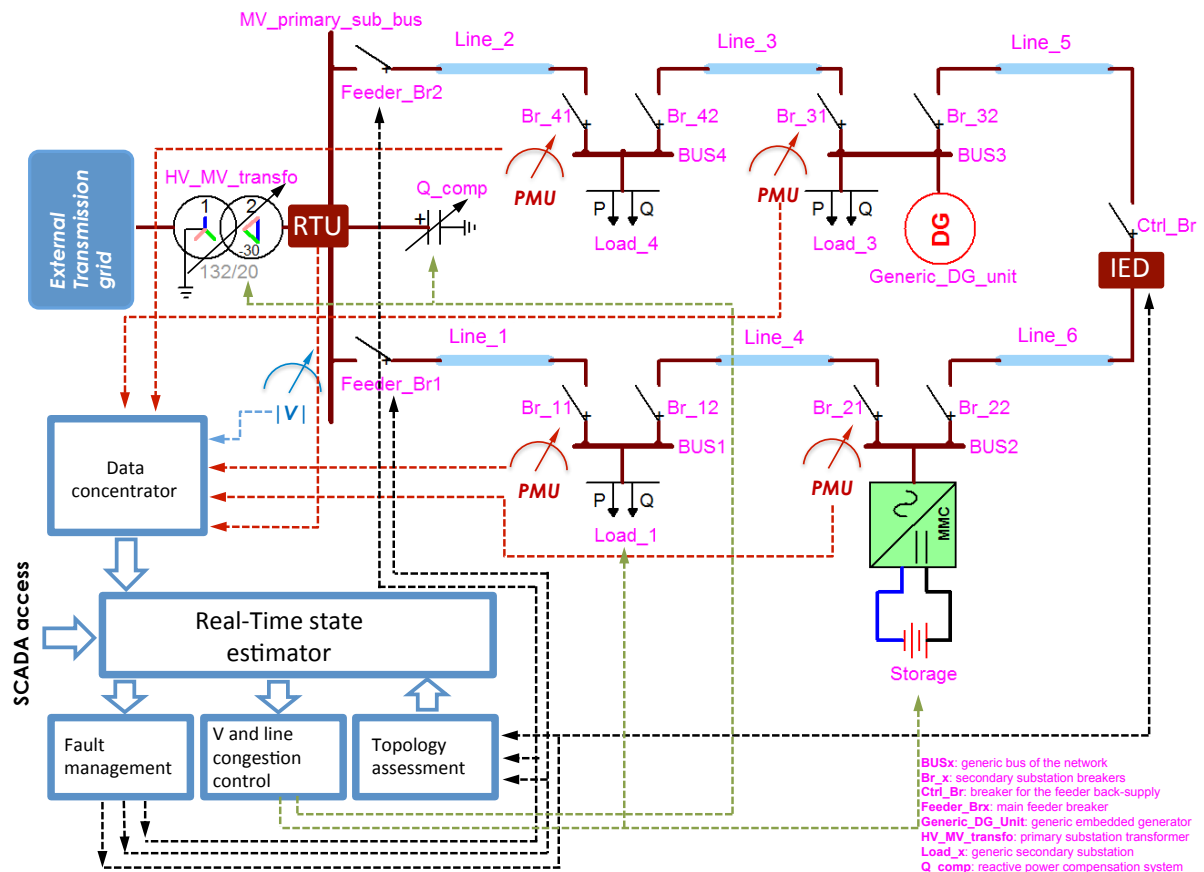 MV_primary_sub_bus
Line_2
Line_3
Line_5
Feeder_Br2
Br_41
Br_42
Br_31
Br_32
BUS4
BUS3
PMU
PMU
P
Q
P
Q
Load_4
Load_3
DG
Generic_DG_unit
Ctrl_Br
IED
External
Transmission
grid
HV_MV_transfo
1
2
-30
132/20
RTU
Q_comp
+
Line_1
Line_4
Line_6
Feeder_Br1
|V|
Br_11
Br_12
Br_21
Br_22
BUS1
BUS2
PMU
PMU
P
Q
Load_1
MMC
Storage
Data
concentrator
SCADA access
Real-Time state
estimator
Fault
management
V and line
congestion
control
Topology
assessment
BUSx: generic bus of the network
Br_x: secondary substation breakers
Ctrl_Br: breaker for the feeder back-supply
Feeder_Brx: main feeder breaker
Generic_DG_Unit: generic embedded generator
HV_MV_transfo: primary substation transformer
Load_x: generic secondary substation
Q_comp: reactive power compensation system